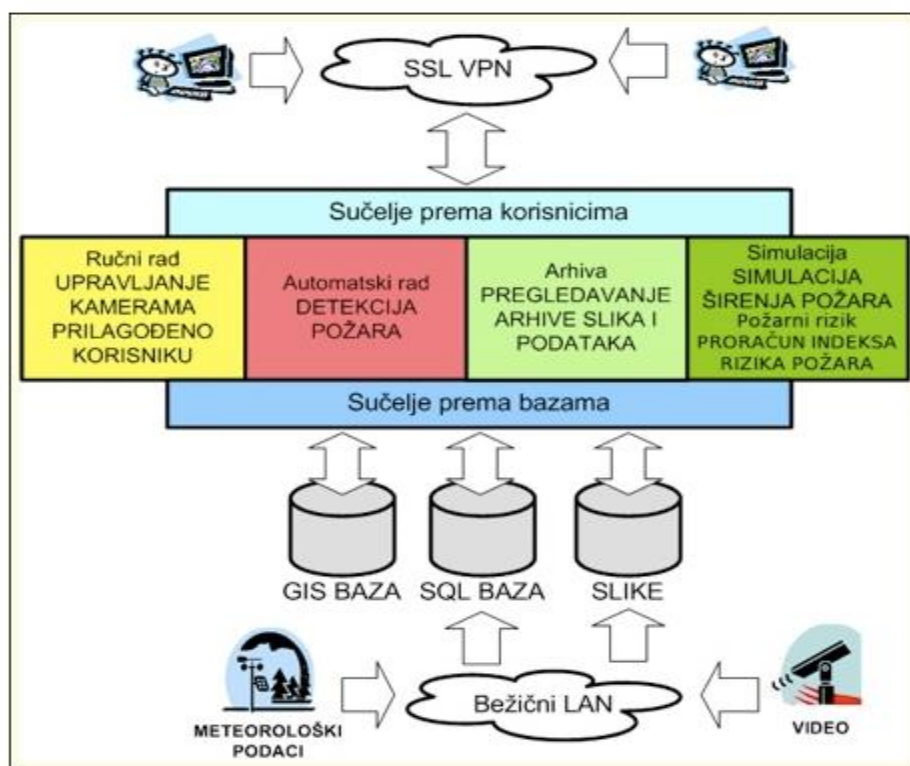 SSL VPN
Sučelje prema korisnicima
Ručni rad
UPRAVLJANJE
KAMERAMA
PRILAGOĐENO
KORISNIKU
Automatski rad
DETEKCIJA
POŽARA
Arhiva
PREGLEDAVANJE
ARHIVE SLIKA I
PODATAKA
Simulacija
SIMULACIJA
ŠIRENJA POŽARA
Požarni rizik
PRORAČUN INDEKSA
RIZIKA POŽARA
Sučelje prema bazama
GIS BAZA
SQL BAZA
SLIKE
METEOROLOŠKI
PODACI
Bežični LAN
VIDEO